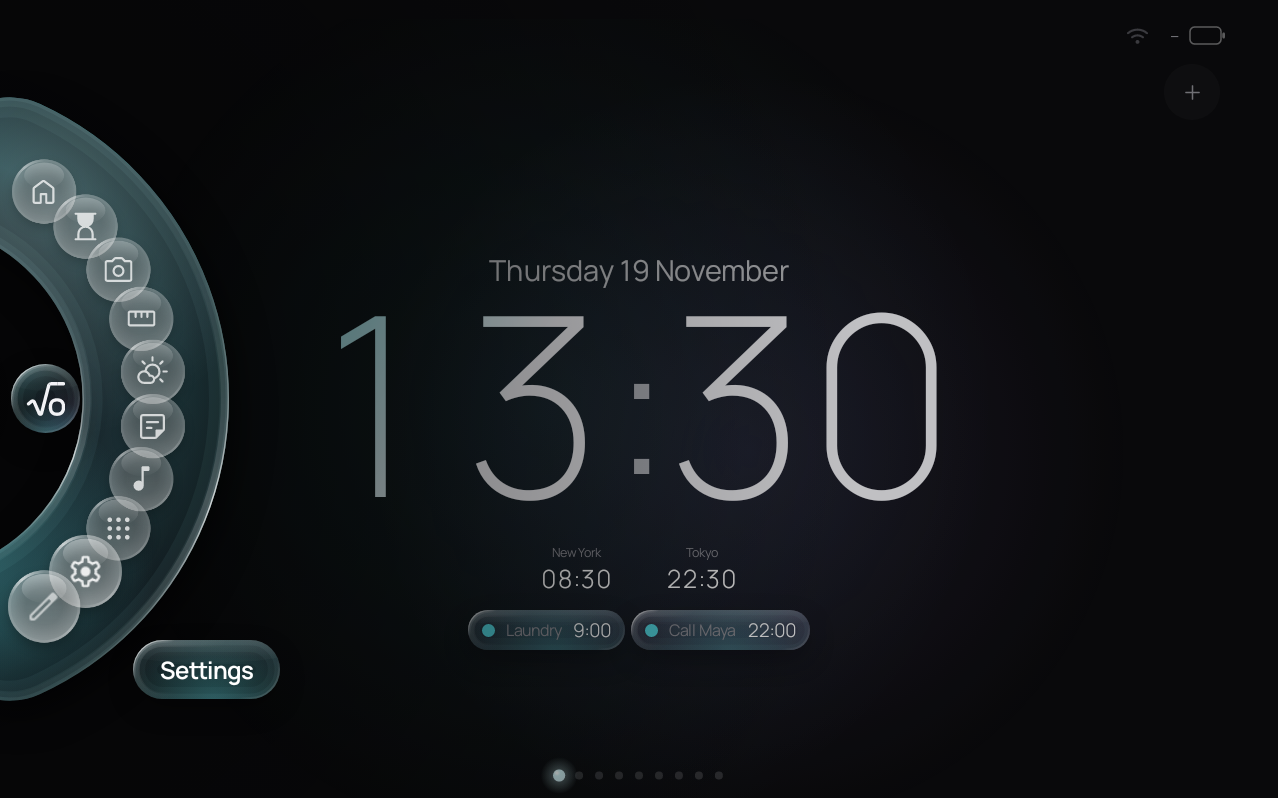 Thursday 19 November
13:30
New York
08:30
Tokyo
22:30
Laundry 9:00
Call Maya 22:00
Settings